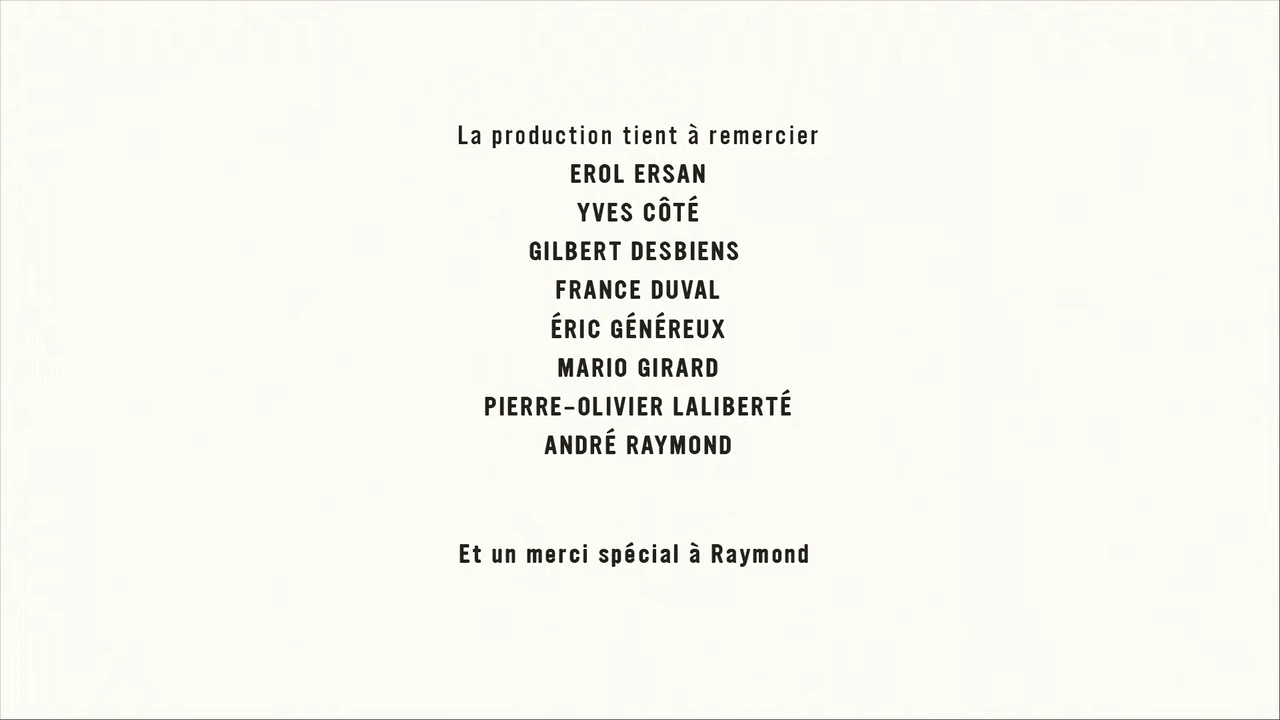 La production tient à remercier
EROL ERSAN
YVES CÔTÉ
GILBERT DESBIENS
FRANCE DUVAL
ÉRIC GÉNÉREUX
MARIO GIRARD
PIERRE-OLIVIER LALIBERTÉ
ANDRÉ RAYMOND
Et un merci spécial à Raymond